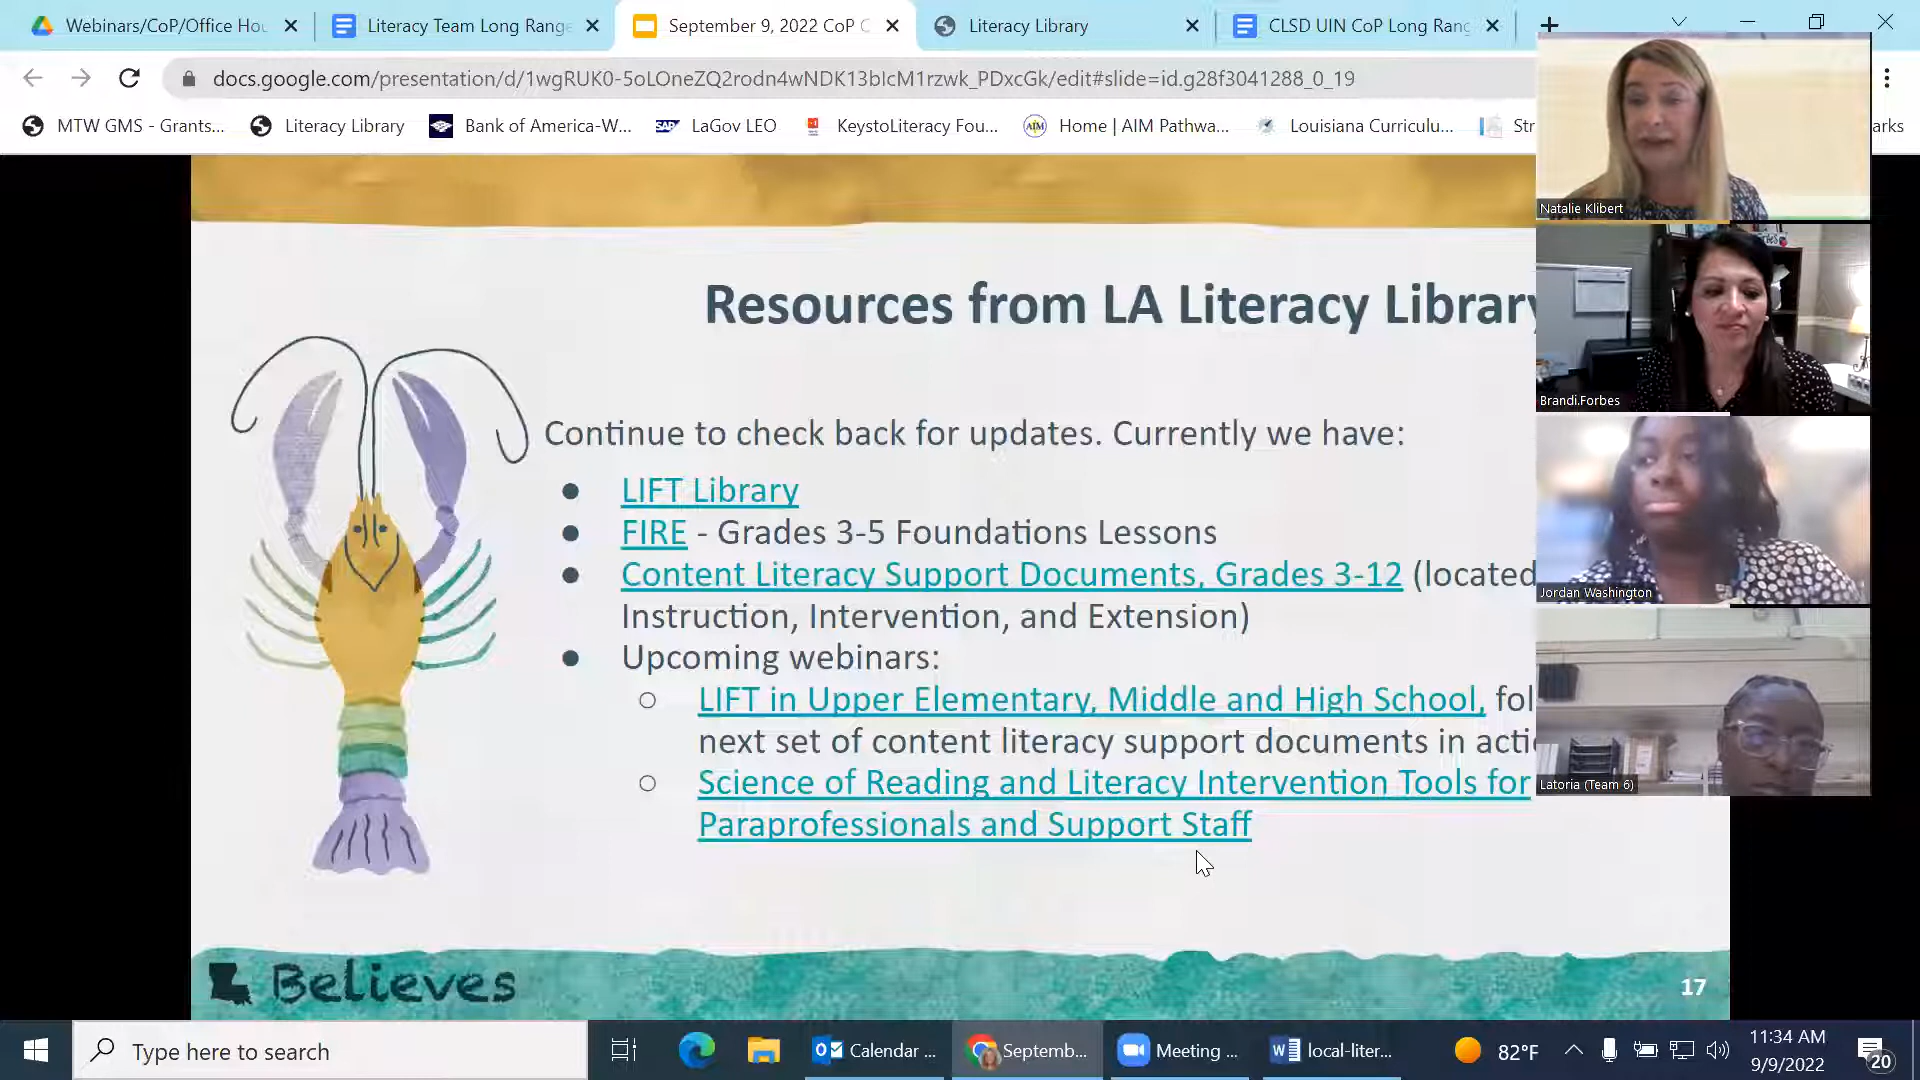 Webinars/CoP/Office Hou
Literacy Team Long Range
September 9, 2022 CoP C
Literacy Library
CLSD UIN CoP Long Rang
docs.google.com/presentation/d/1wgRUK0-5oLOneZQ2rodn4wNDK13blcM1rzwk_PDxcGk/edit#slide=id.g28f3041288_0_19
MTW GMS - Grants...
Literacy Library
Bank of America-W...
LaGov LEO
KeystoLiteracy Fou...
Home | AIM Pathwa...
Louisiana Curriculu...
Str
arks
Natalie Klibert
Brandi.Forbes
Jordan Washington
Latoria (Team 6)
Resources from LA Literacy Library
Continue to check back for updates. Currently we have:
● LIFT Library
● FIRE - Grades 3-5 Foundations Lessons
● Content Literacy Support Documents, Grades 3-12 (located
Instruction, Intervention, and Extension)
● Upcoming webinars:
○ LIFT in Upper Elementary, Middle and High School, fol
next set of content literacy support documents in acti
○ Science of Reading and Literacy Intervention Tools for
Paraprofessionals and Support Staff
Believes
17
Type here to search
Calendar ...
Septemb...
Meeting ...
local-liter...
82°F
11:34 AM
9/9/2022
20